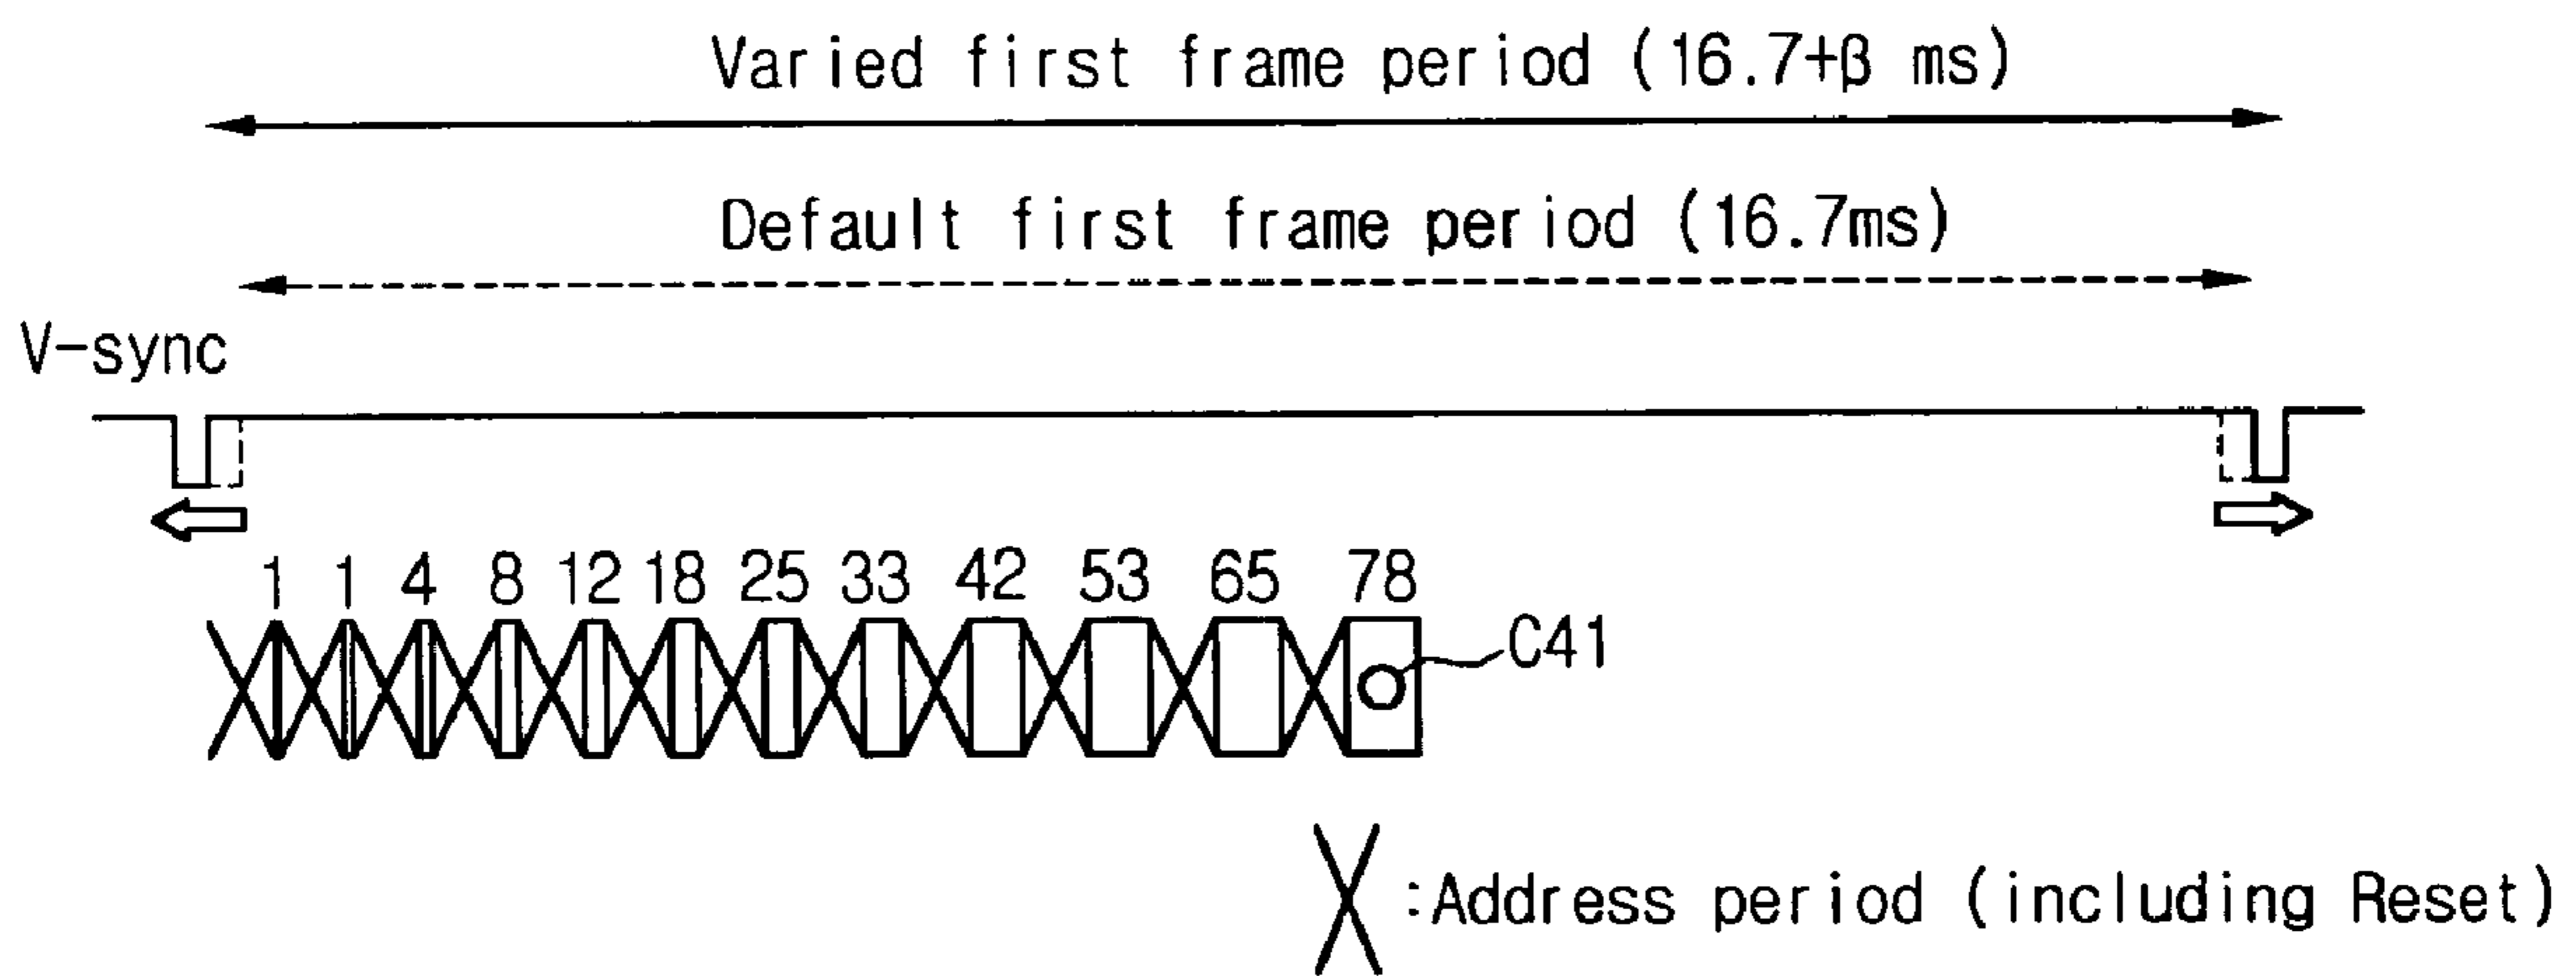 Varied first frame period (16.7+β ms)
Default first frame period (16.7ms)
V-sync
1 1 4 8 12 18 25 33 42 53 65 78
C41
:Address period (including Reset)